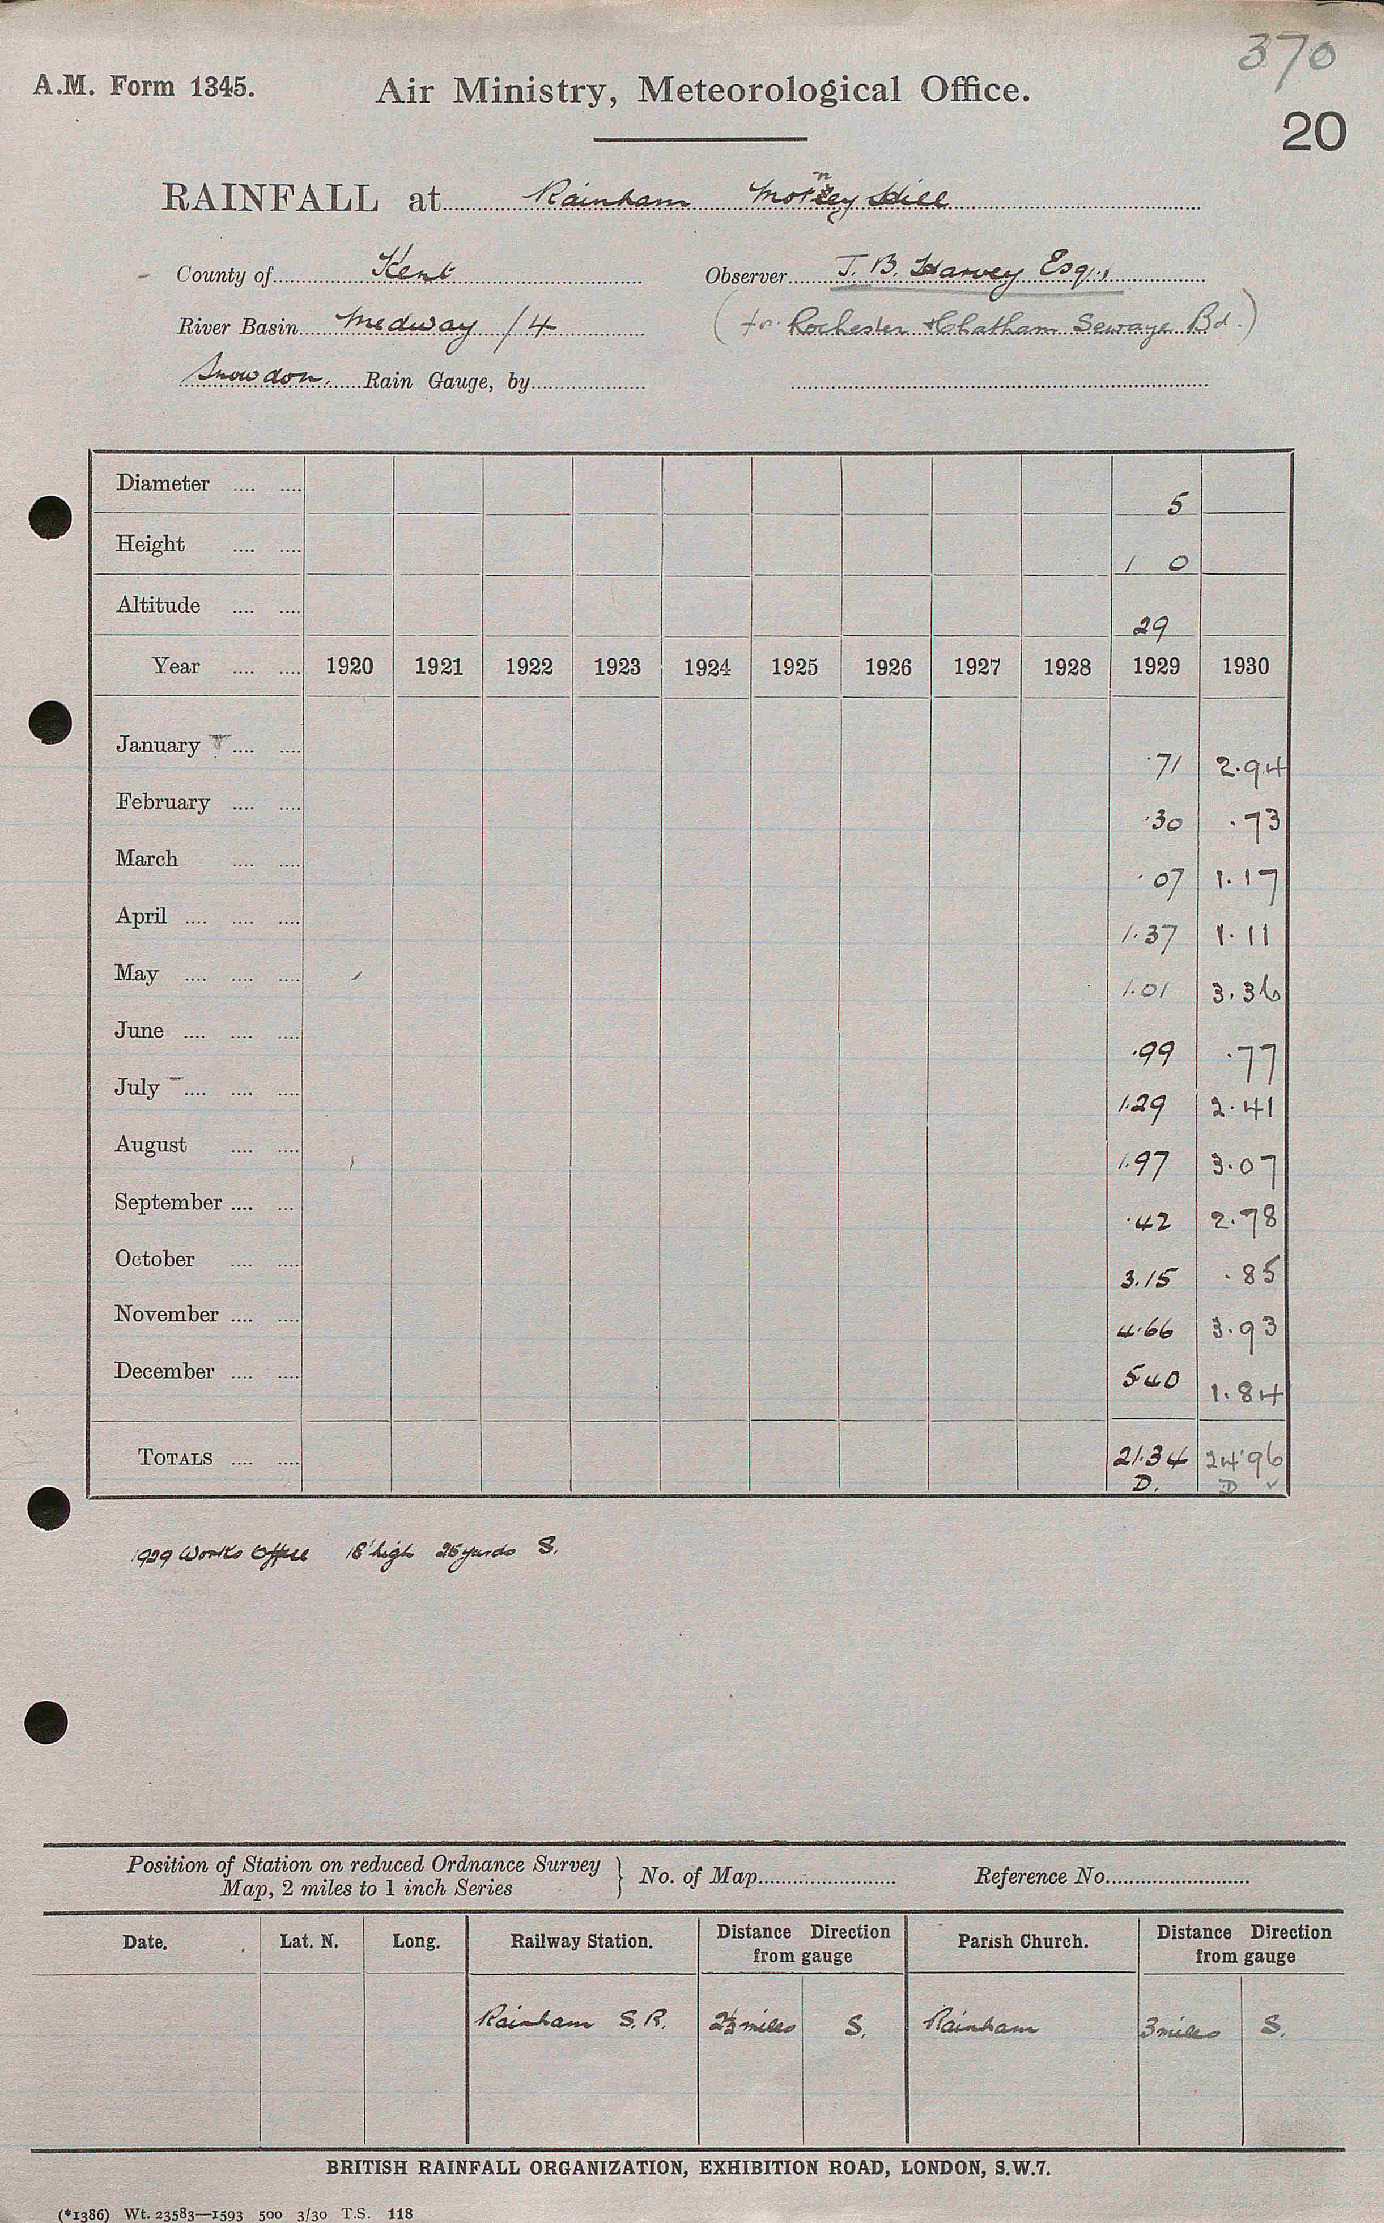 370
A.M. Form 1345. Air Ministry, Meteorological Office.
20
RAINFALL at Rainham Motney Hill
County of Kent Observer J. B. Harvey Esq.
River Basin Medway /4 (for Rochester & Chatham Sewage Bd.)
Snowdon. Rain Gauge, by
Diameter .... .... 5
Height .... .... 1 0
Altitude .... .... 29
Year .... .... 1920 1921 1922 1923 1924 1925 1926 1927 1928 1929 1930
January .... .... ·71 2·94
February .... .... ·30 ·73
March .... .... ·07 1·17
April .... .... .... 1·37 1·11
May .... .... .... 1·01 3·36
June .... .... .... ·99 ·77
July .... .... .... 1·29 2·41
August .... .... 1·97 3·07
September .... ... ·42 2·78
October .... .... 3·15 ·85
November .... .... 4·66 3·93
December .... .... 5 40 1·84
TOTALS .... .... 21·34 24·96
D. D ✓
1929 Works Office 18' high 25 yards S.
Position of Station on reduced Ordnance Survey Map, 2 miles to 1 inch Series } No. of Map Reference No.
Date. Lat. N. Long. Railway Station. Distance Direction from gauge Parish Church. Distance Direction from gauge
Rainham S.R. 2½ miles S. Rainham 3 miles S.
BRITISH RAINFALL ORGANIZATION, EXHIBITION ROAD, LONDON, S.W.7.
(*1386) Wt. 23583—1593 500 3/30 T.S. 118